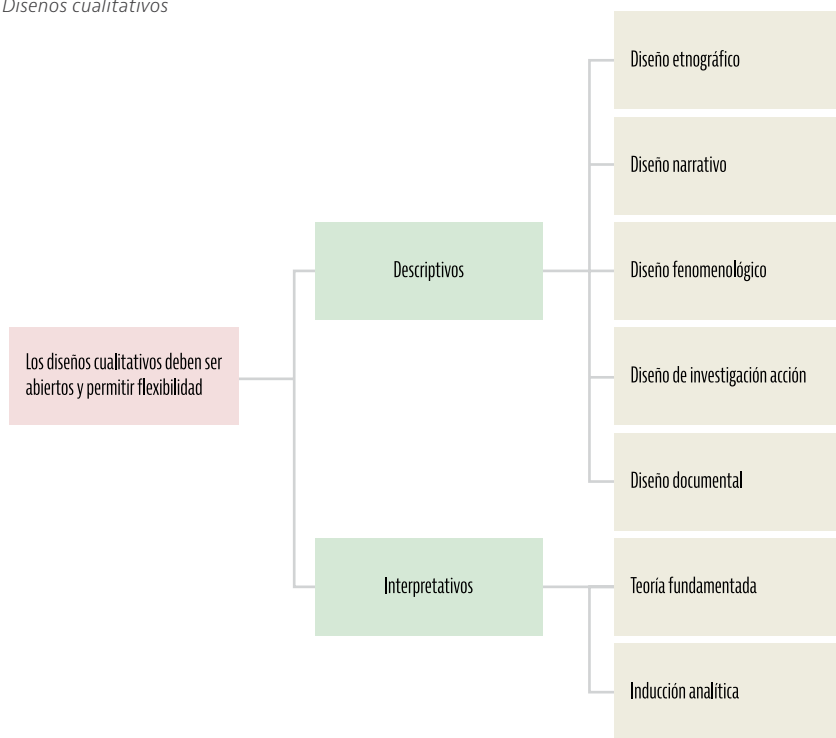 Diseños cualitativos
Diseño etnográfico
Diseño narrativo
Descriptivos
Diseño fenomenológico
Los diseños cualitativos deben ser
abiertos y permitir flexibilidad
Diseño de investigación acción
Diseño documental
Interpretativos
Teoría fundamentada
Inducción analítica